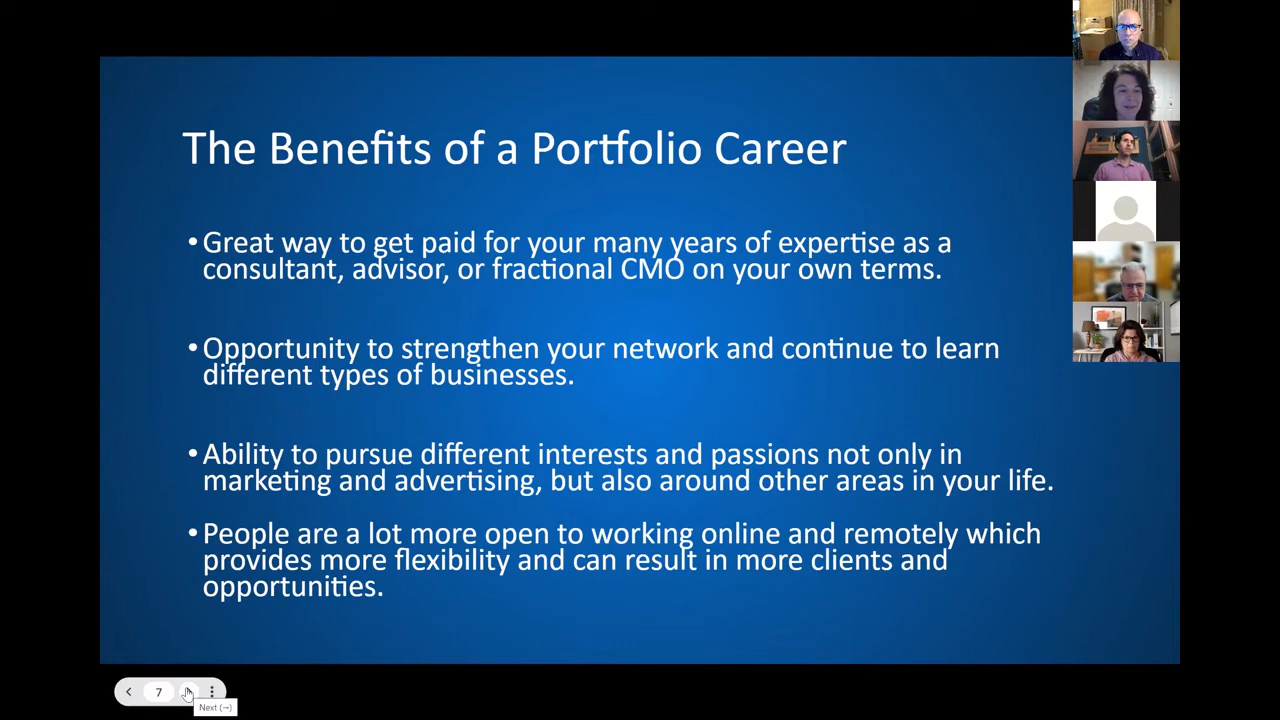 The Benefits of a Portfolio Career
•Great way to get paid for your many years of expertise as a
consultant, advisor, or fractional CMO on your own terms.
•Opportunity to strengthen your network and continue to learn
different types of businesses.
•Ability to pursue different interests and passions not only in
marketing and advertising, but also around other areas in your life.
•People are a lot more open to working online and remotely which
provides more flexibility and can result in more clients and
opportunities.
7
Next (→)